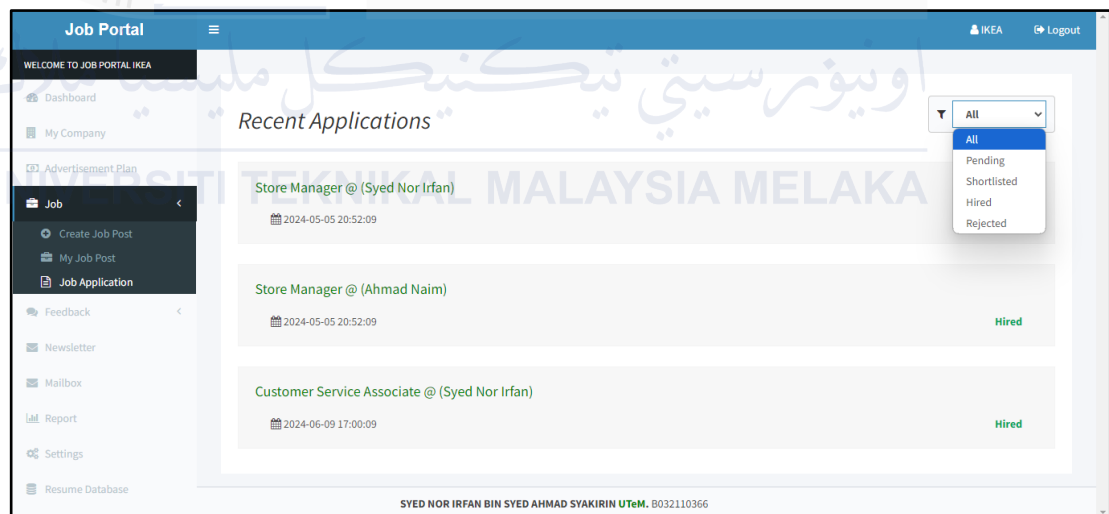 Job Portal
IKEA
Logout
WELCOME TO JOB PORTAL IKEA
Dashboard
My Company
Advertisement Plan
Job
Create Job Post
My Job Post
Job Application
Feedback
Newsletter
Mailbox
Report
Settings
Resume Database
اونيۏرسيتي تيكنيكل مليسيا ملاك
UNIVERSITI TEKNIKAL MALAYSIA MELAKA
Recent Applications
All
All
Pending
Shortlisted
Hired
Rejected
Store Manager @ (Syed Nor Irfan)
2024-05-05 20:52:09
Store Manager @ (Ahmad Naim)
2024-05-05 20:52:09
Hired
Customer Service Associate @ (Syed Nor Irfan)
2024-06-09 17:00:09
Hired
SYED NOR IRFAN BIN SYED AHMAD SYAKIRIN UTeM. B032110366